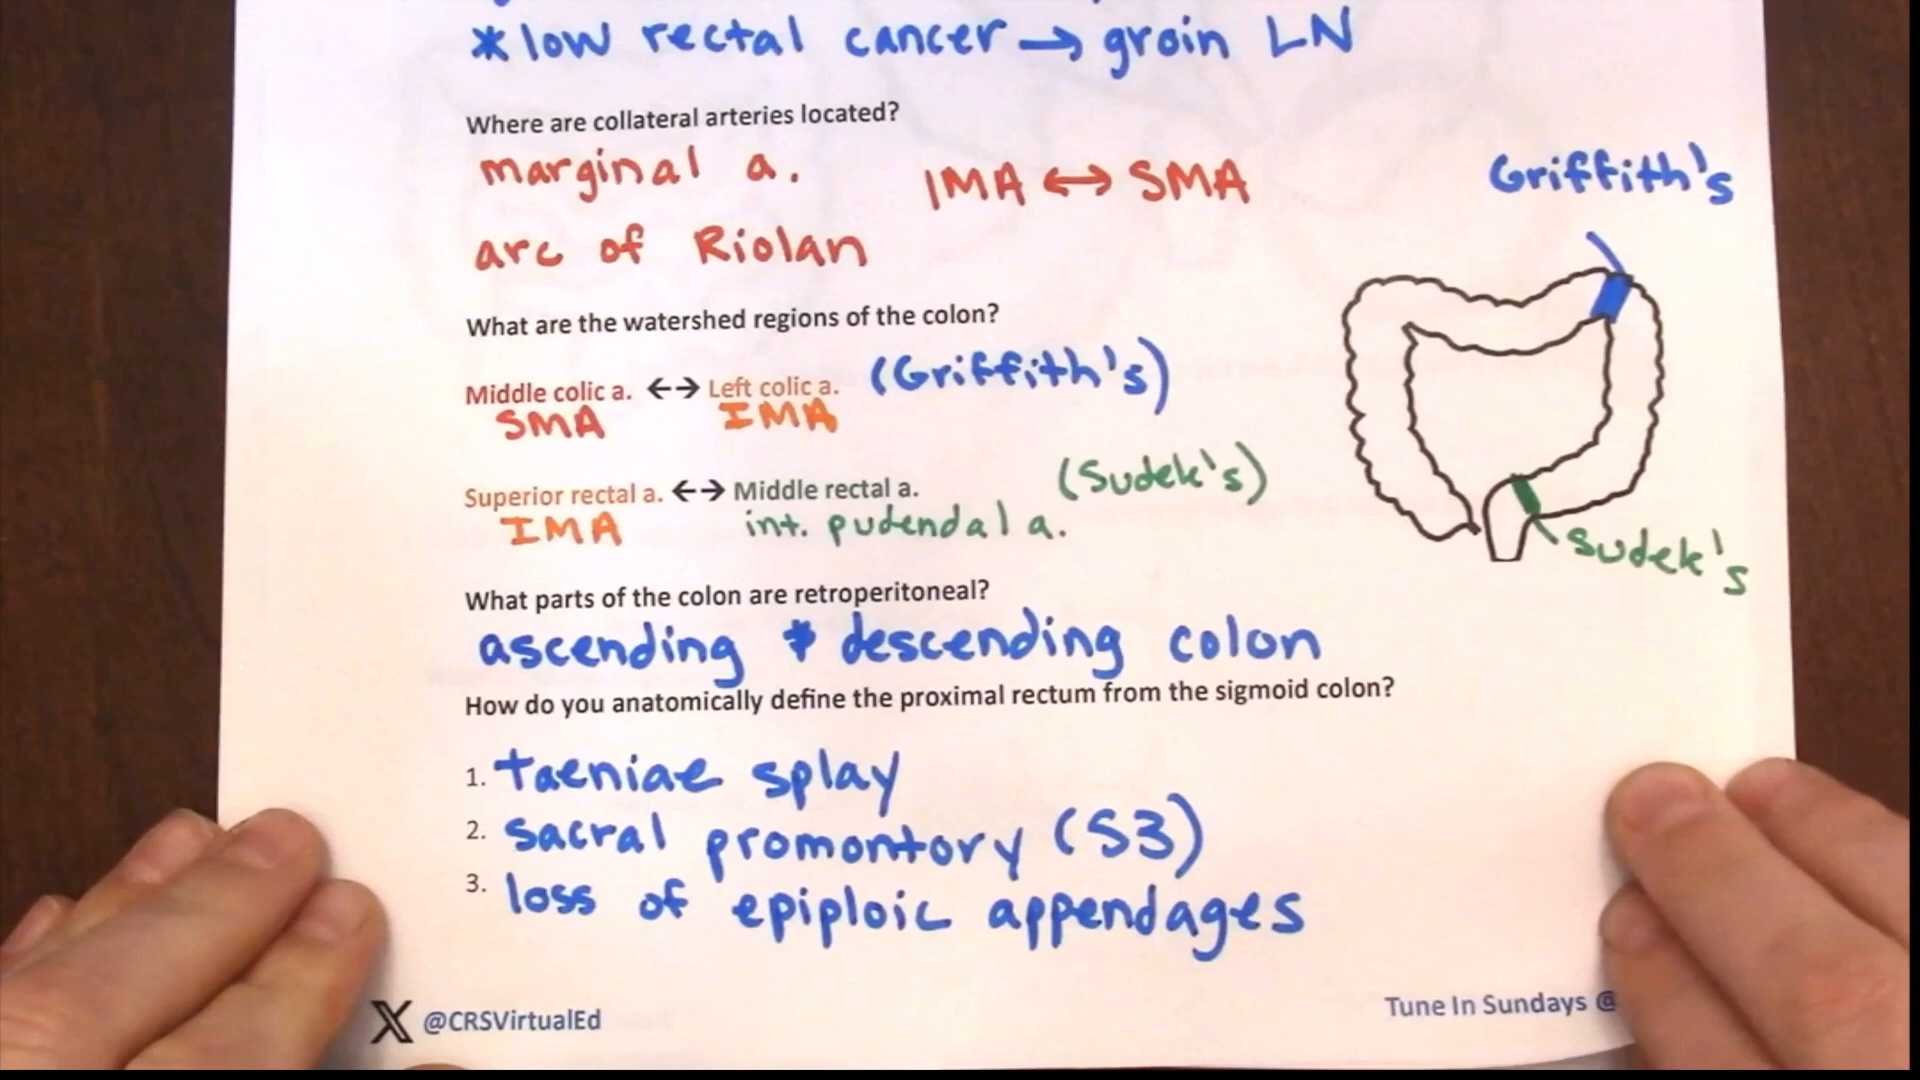 *low rectal cancer → groin LN
Where are collateral arteries located?
marginal a. IMA ↔ SMA
arc of Riolan
Griffith's
What are the watershed regions of the colon?
Middle colic a. ↔ Left colic a. (Griffith's)
SMA IMA
Superior rectal a. ↔ Middle rectal a. (Sudek's)
IMA int. pudendal a.
Sudek's
What parts of the colon are retroperitoneal?
ascending + descending colon
How do you anatomically define the proximal rectum from the sigmoid colon?
1. taeniae splay
2. sacral promontory (S3)
3. loss of epiploic appendages
X @CRSVirtualEd
Tune In Sundays @